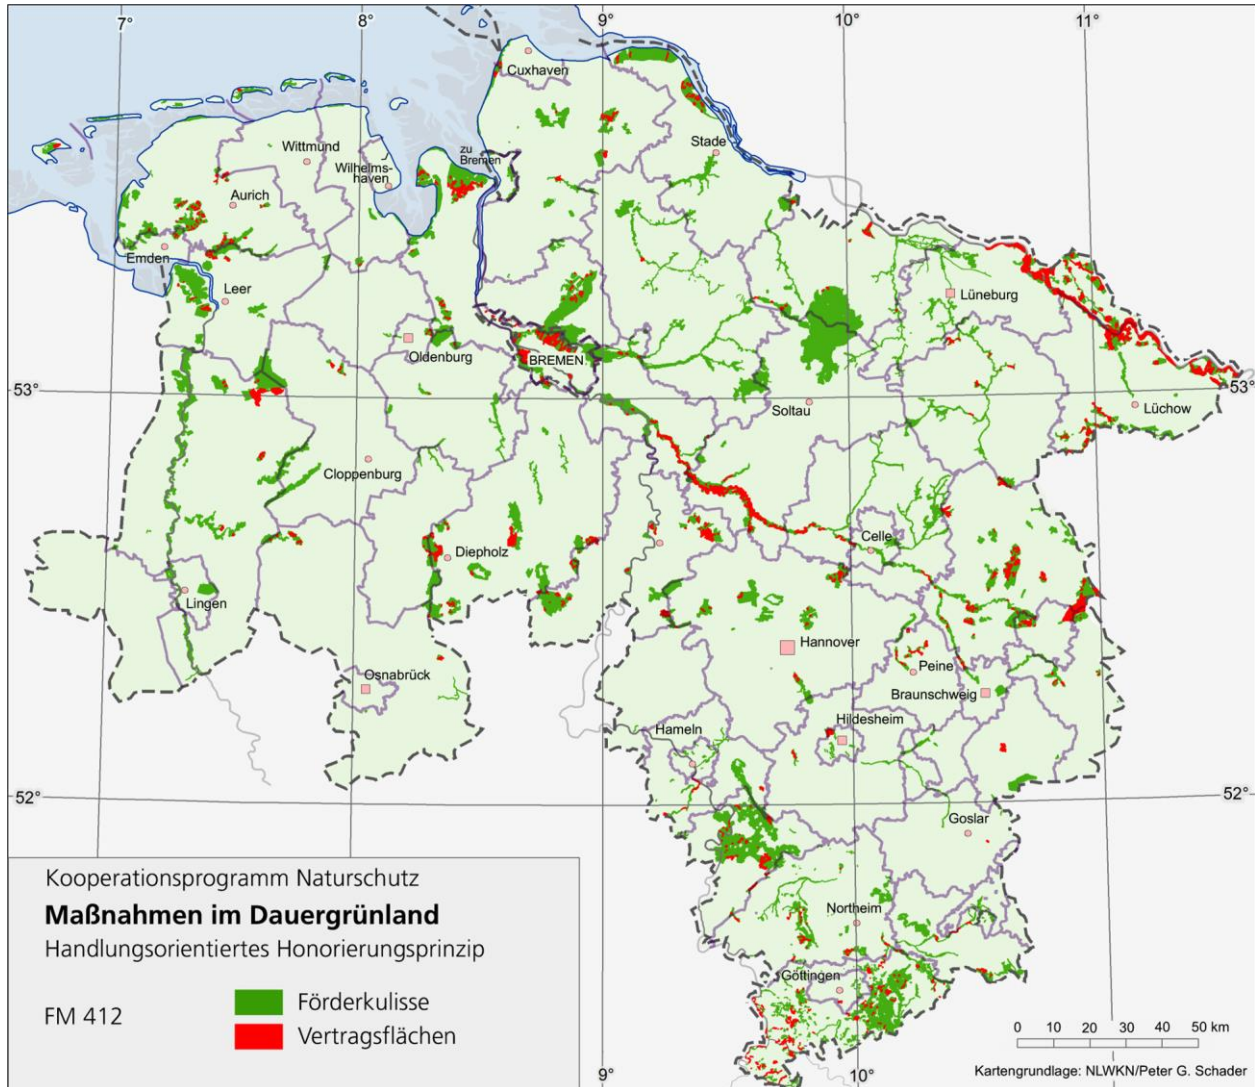 7°
8°
9°
10°
11°
Cuxhaven
Stade
zu
Bremen
Wittmund
Wilhelms-
haven
Aurich
Emden
Leer
Lüneburg
Oldenburg
BREMEN
53°
53°
Soltau
Lüchow
Cloppenburg
Celle
Diepholz
Lingen
Hannover
Peine
Osnabrück
Braunschweig
Hildesheim
Hameln
52°
52°
Goslar
Northeim
Göttingen
Kooperationsprogramm Naturschutz
Maßnahmen im Dauergrünland
Handlungsorientiertes Honorierungsprinzip
FM 412
Förderkulisse
Vertragsflächen
0 10 20 30 40 50 km
Kartengrundlage: NLWKN/Peter G. Schader
9°
10°